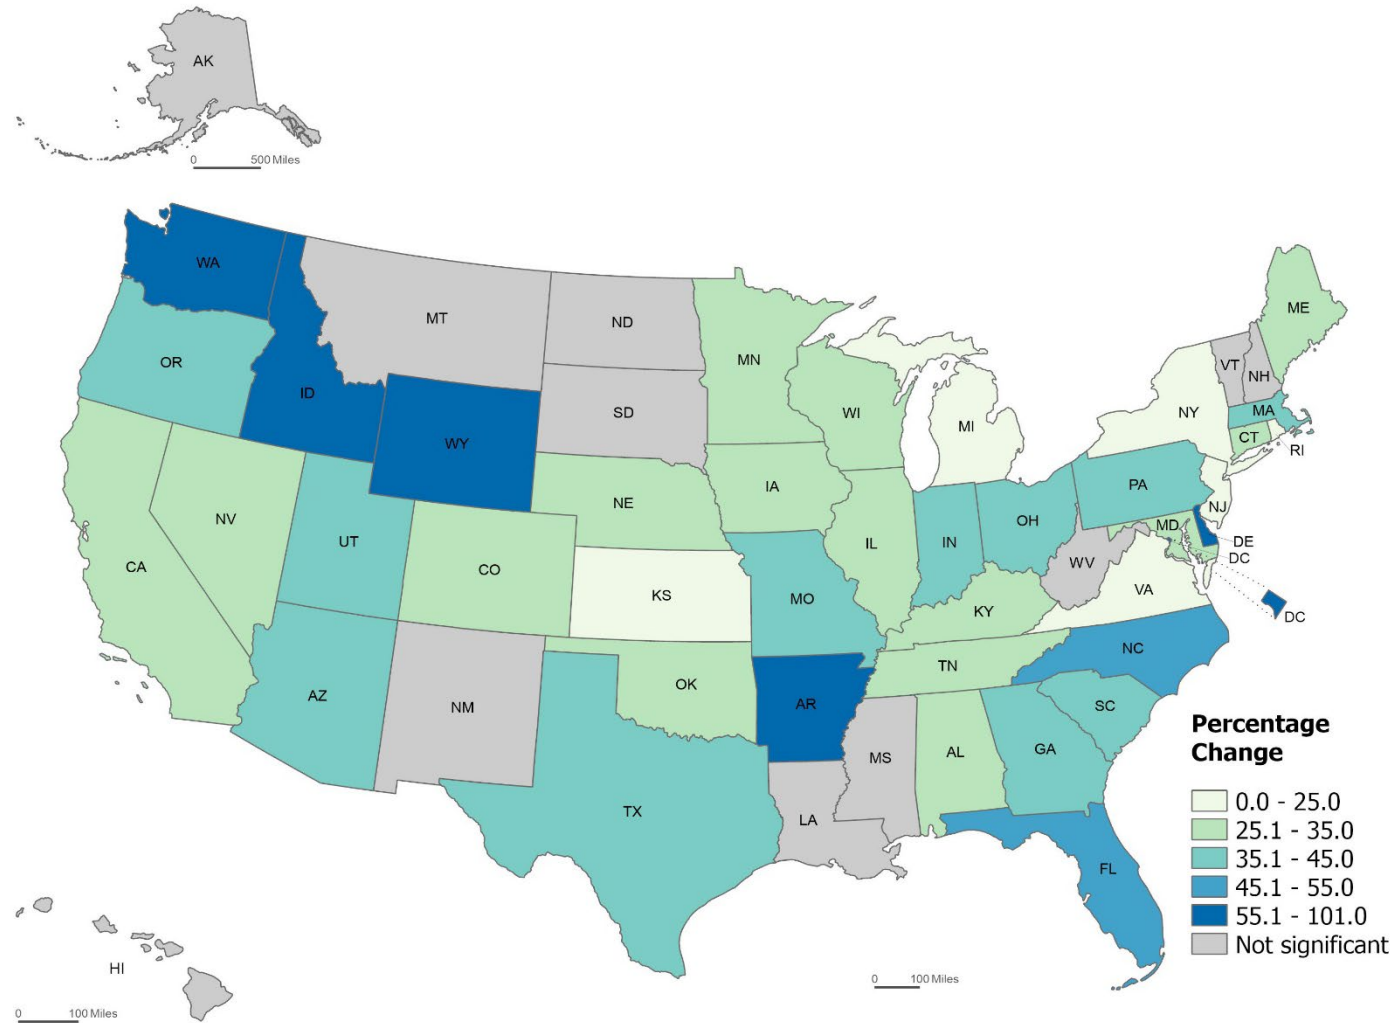 AK
0 500 Miles
WA
MT
ND
MN
ME
OR
ID
SD
WI
VT
NH
WY
MI
NY
MA
CT
RI
NV
NE
IA
PA
NJ
UT
CO
IL
IN
OH
MD
DE
DC
CA
KS
MO
WV
VA
KY
DC
AZ
NM
OK
AR
TN
NC
SC
TX
LA
MS
AL
GA
FL
Percentage
Change
0.0 - 25.0
25.1 - 35.0
35.1 - 45.0
45.1 - 55.0
55.1 - 101.0
Not significant
HI
0 100 Miles
0 100 Miles